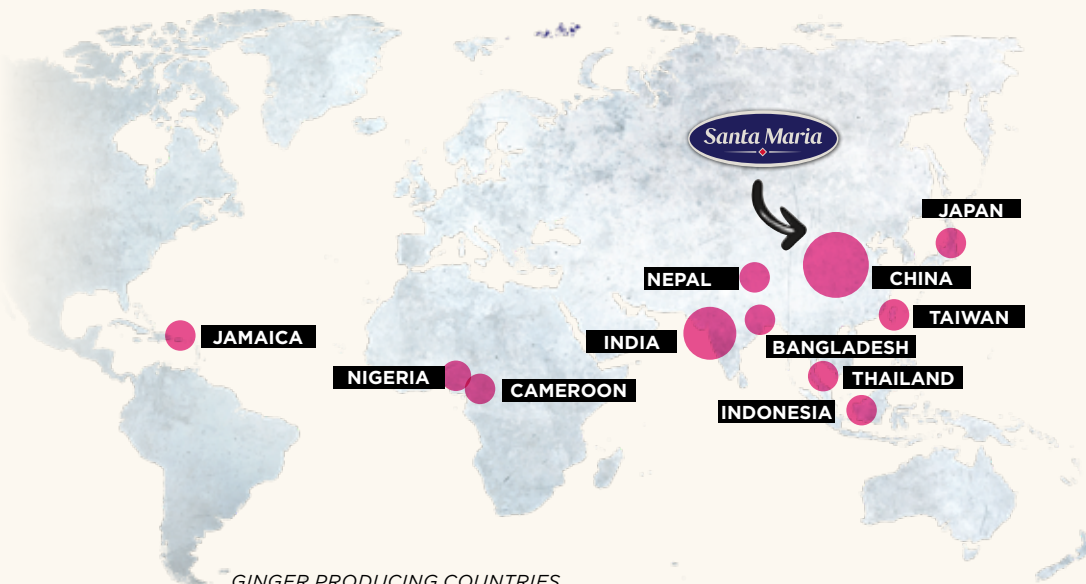 Santa Maria
JAPAN
NEPAL
CHINA
TAIWAN
JAMAICA
INDIA
BANGLADESH
NIGERIA
THAILAND
CAMEROON
INDONESIA
GINGER PRODUCING COUNTRIES